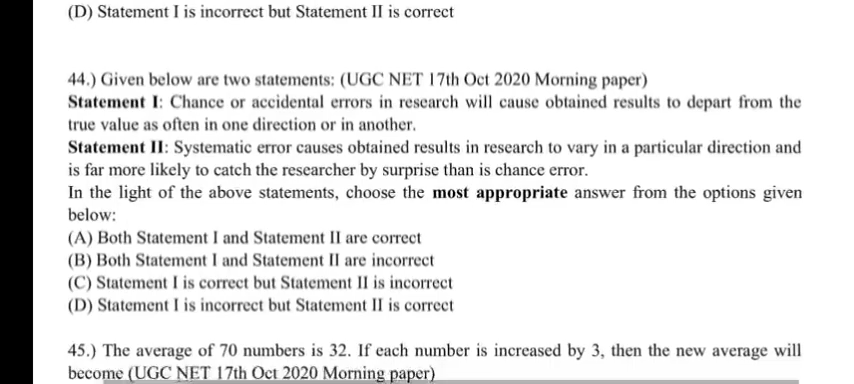 (D) Statement I is incorrect but Statement II is correct
44.) Given below are two statements: (UGC NET 17th Oct 2020 Morning paper)
Statement I: Chance or accidental errors in research will cause obtained results to depart from the
true value as often in one direction or in another.
Statement II: Systematic error causes obtained results in research to vary in a particular direction and
is far more likely to catch the researcher by surprise than is chance error.
In the light of the above statements, choose the most appropriate answer from the options given
below:
(A) Both Statement I and Statement II are correct
(B) Both Statement I and Statement II are incorrect
(C) Statement I is correct but Statement II is incorrect
(D) Statement I is incorrect but Statement II is correct
45.) The average of 70 numbers is 32. If each number is increased by 3, then the new average will
become (UGC NET 17th Oct 2020 Morning paper)